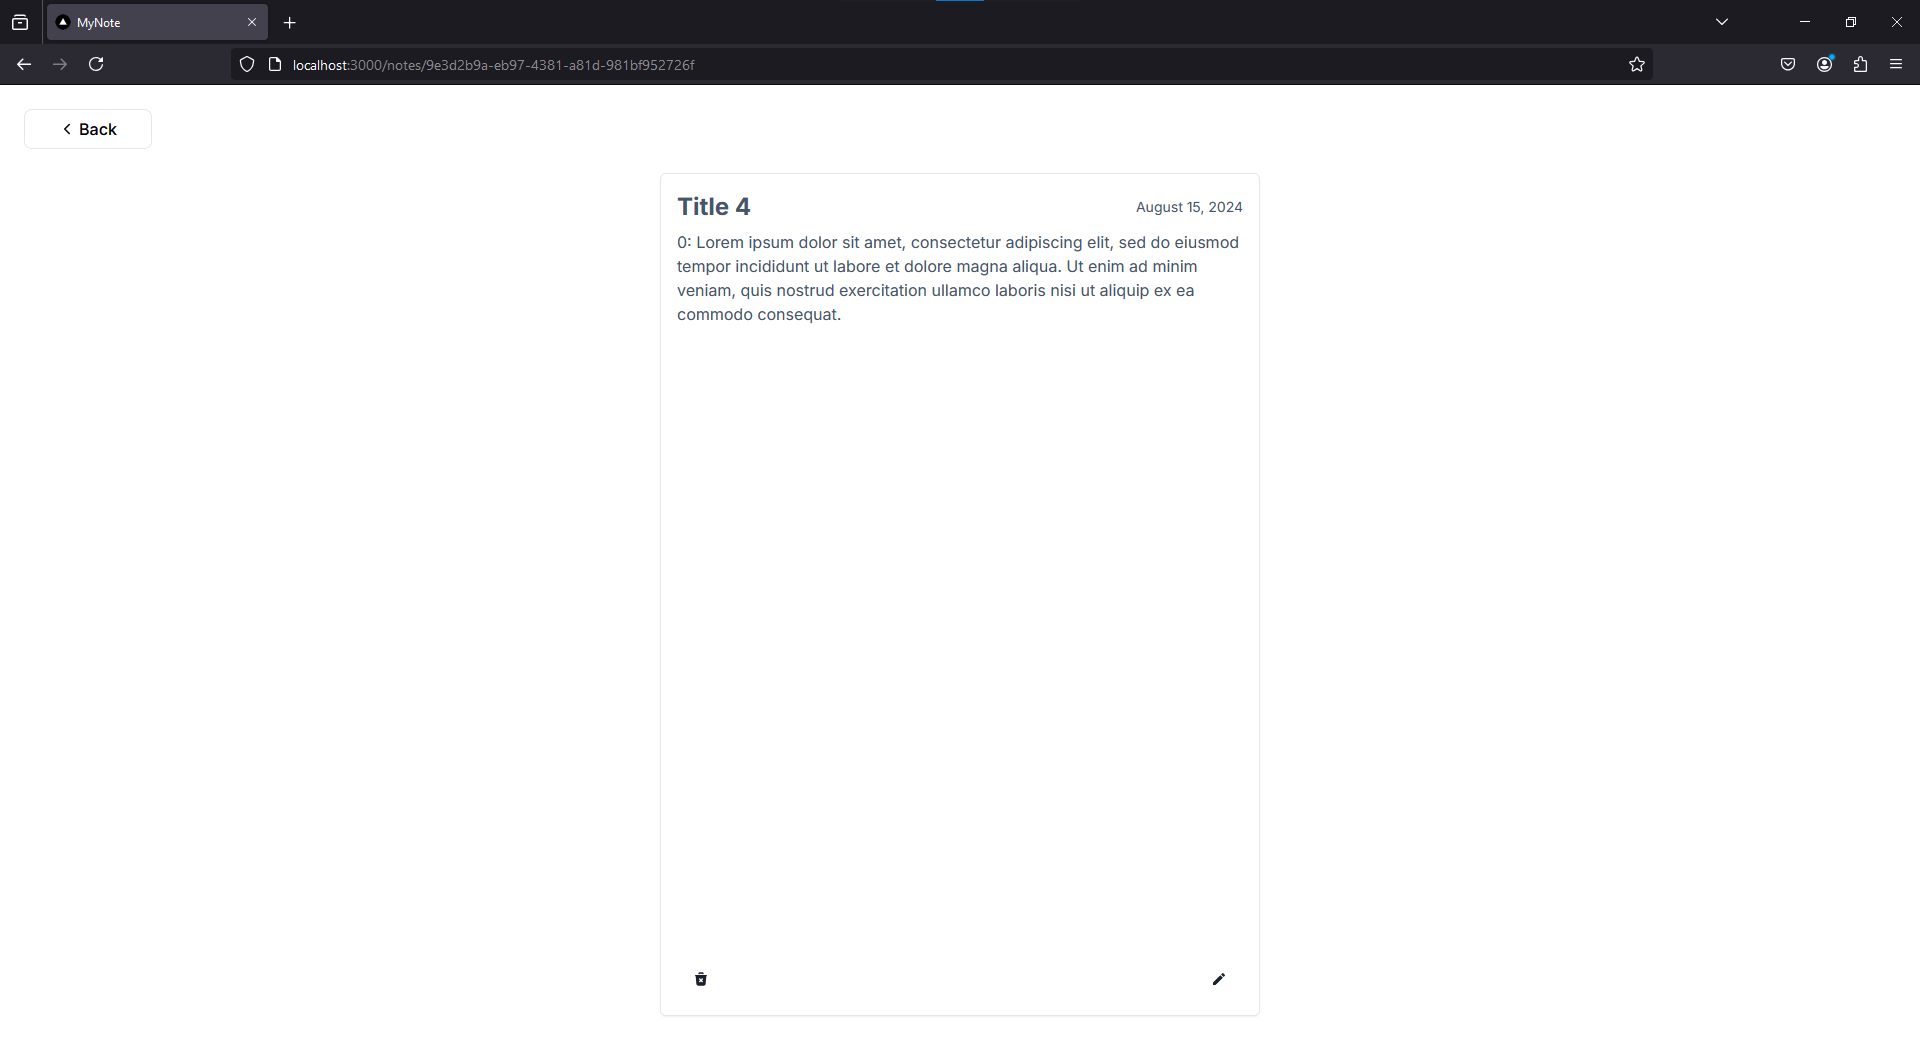 MyNote
localhost:3000/notes/9e3d2b9a-eb97-4381-a81d-981bf952726f
Back
Title 4
August 15, 2024
0: Lorem ipsum dolor sit amet, consectetur adipiscing elit, sed do eiusmod
tempor incididunt ut labore et dolore magna aliqua. Ut enim ad minim
veniam, quis nostrud exercitation ullamco laboris nisi ut aliquip ex ea
commodo consequat.